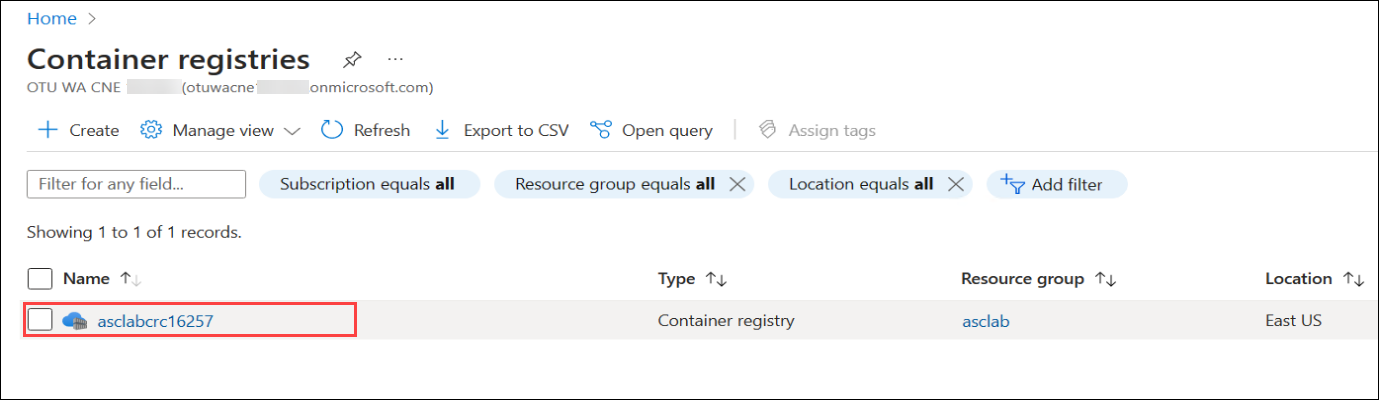 Home >
Container registries ...
OTU WA CNE (otuwacne onmicrosoft.com)
+ Create Manage view Refresh Export to CSV Open query Assign tags
Filter for any field... Subscription equals all Resource group equals all Location equals all Add filter
Showing 1 to 1 of 1 records.
Name Type Resource group Location
asclabcrc16257 Container registry asclab East US